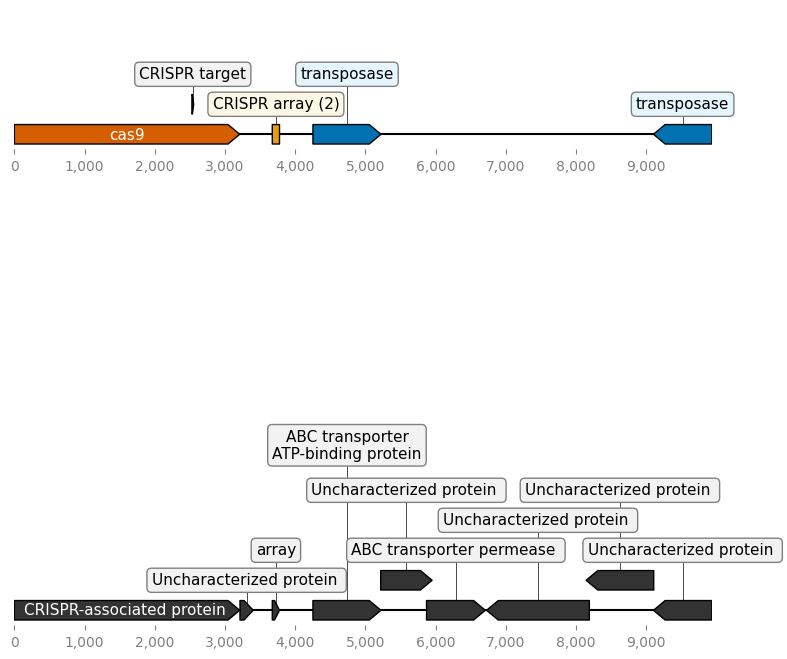 CRISPR target
transposase
CRISPR array (2)
transposase
cas9
0 1,000 2,000 3,000 4,000 5,000 6,000 7,000 8,000 9,000
ABC transporter
ATP-binding protein
Uncharacterized protein
Uncharacterized protein
Uncharacterized protein
array
ABC transporter permease
Uncharacterized protein
Uncharacterized protein
CRISPR-associated protein
0 1,000 2,000 3,000 4,000 5,000 6,000 7,000 8,000 9,000